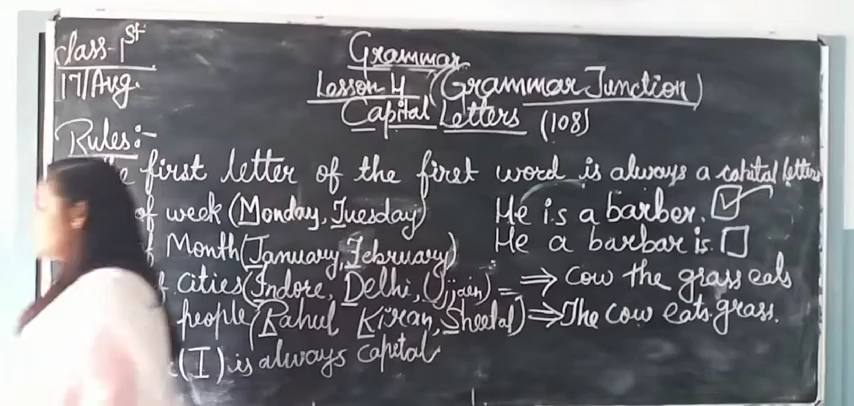 Class-1st
17/Aug.
Grammar
Lesson 4 (Grammar Junction)
Capital Letters (108)
Rules:-
first letter of the first word is always a capital letters
of week (Monday, Tuesday)
Month (January, February)
cities (Indore, Delhi, Ujjain)
people (Rahul Kiran, Sheetal)
(I) is always capital
He is a barber.
He a barbar is.
⇒ Cow the grass eats
⇒ The cow eats grass.